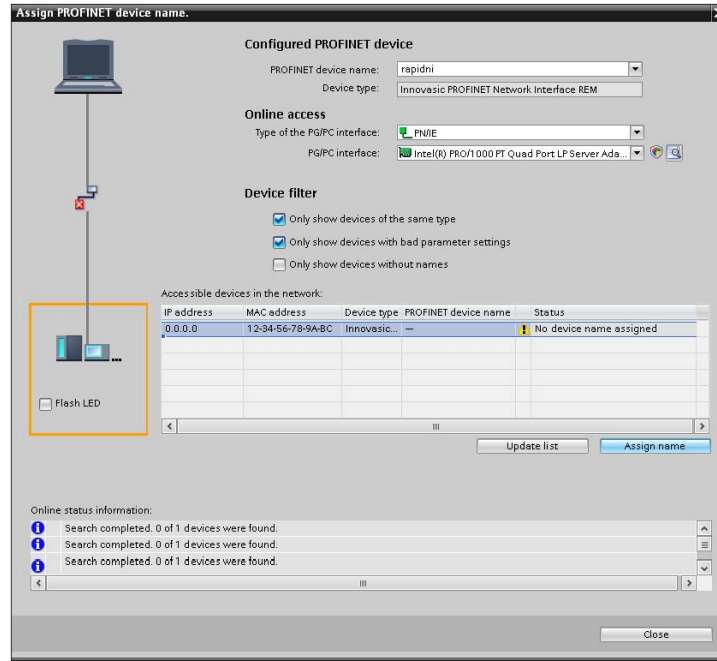 Assign PROFINET device name.
Configured PROFINET device
PROFINET device name: rapidni
Device type: Innovasic PROFINET Network Interface REM
Online access
Type of the PG/PC interface: PN/IE
PG/PC interface: Intel(R) PRO/1000 PT Quad Port LP Server Ada...
Device filter
Only show devices of the same type
Only show devices with bad parameter settings
Only show devices without names
Accessible devices in the network:
IP address MAC address Device type PROFINET device name Status
0.0.0.0 12-34-56-78-9A-BC Innovasic... — No device name assigned
...
Flash LED
Update list Assign name
Online status information:
Search completed. 0 of 1 devices were found.
Search completed. 0 of 1 devices were found.
Search completed. 0 of 1 devices were found.
Close